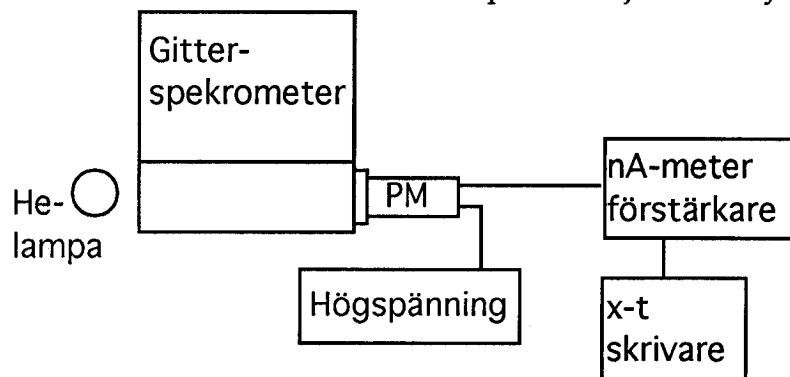 Gitter-
spekrometer
He-
lampa
PM
nA-meter
förstärkare
Högspänning
x-t
skrivare